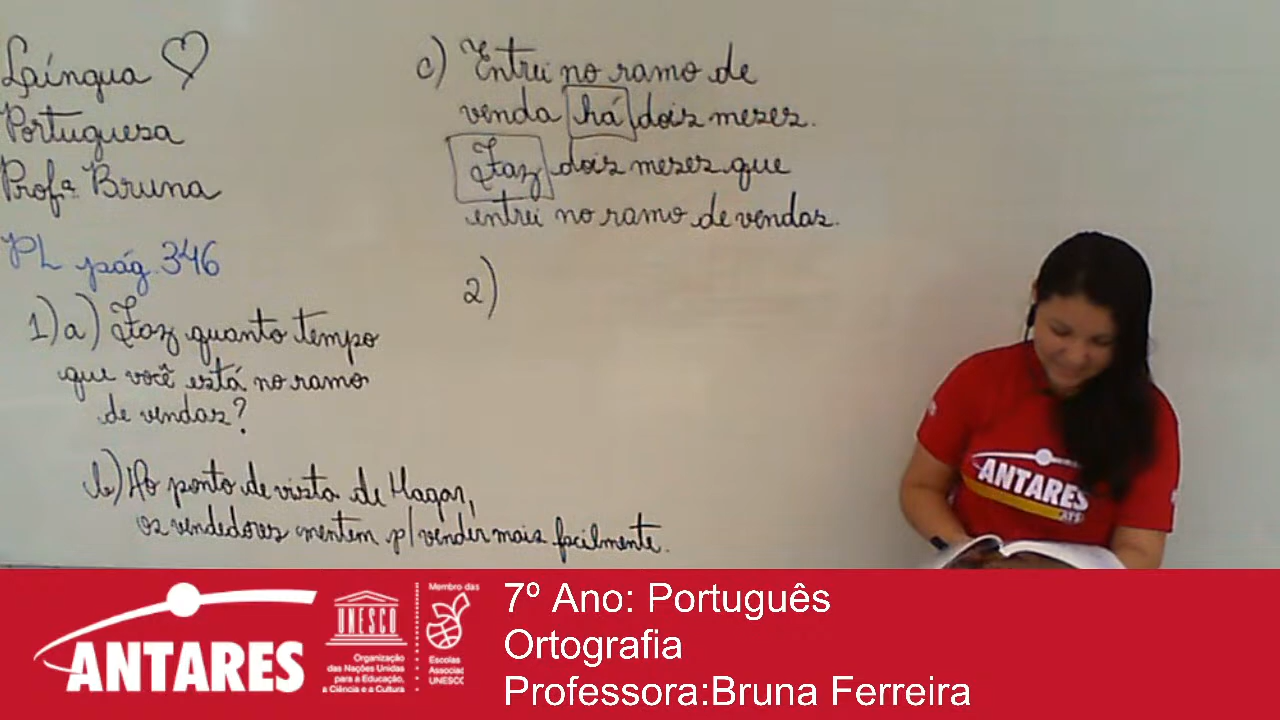 Laíngua
Portuguesa
Profª Bruna
PL pág. 346
1) a) Faz quanto tempo
que você está no ramo
de vendas?
b) Ao ponto de vista de Hagar,
os vendedores mentem p/ vender mais facilmente.
c) Entrei no ramo de
venda há dois meses.
Faz dois meses que
entrei no ramo de vendas.
2)
ANTARES
ANTARES
UNESCO
Organização
das Nações Unidas
para a Educação,
a Ciência e a Cultura
Membro das
Escolas
Associad
UNESCO
7º Ano: Português
Ortografia
Professora:Bruna Ferreira